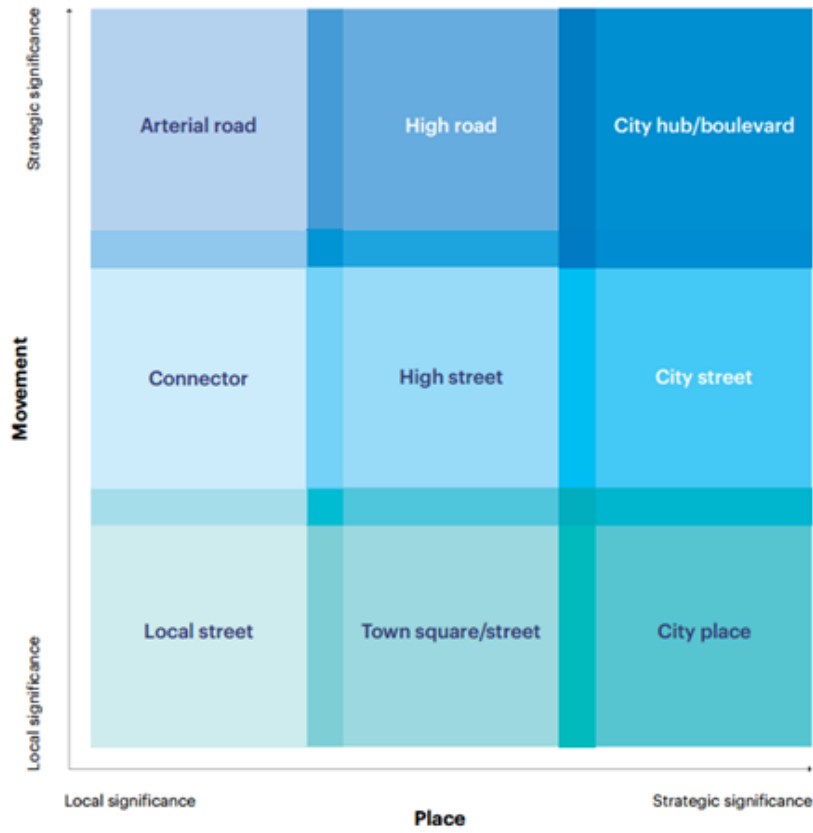 Strategic significance
Arterial road
High road
City hub/boulevard
Movement
Connector
High street
City street
Local significance
Local street
Town square/street
City place
Local significance
Place
Strategic significance